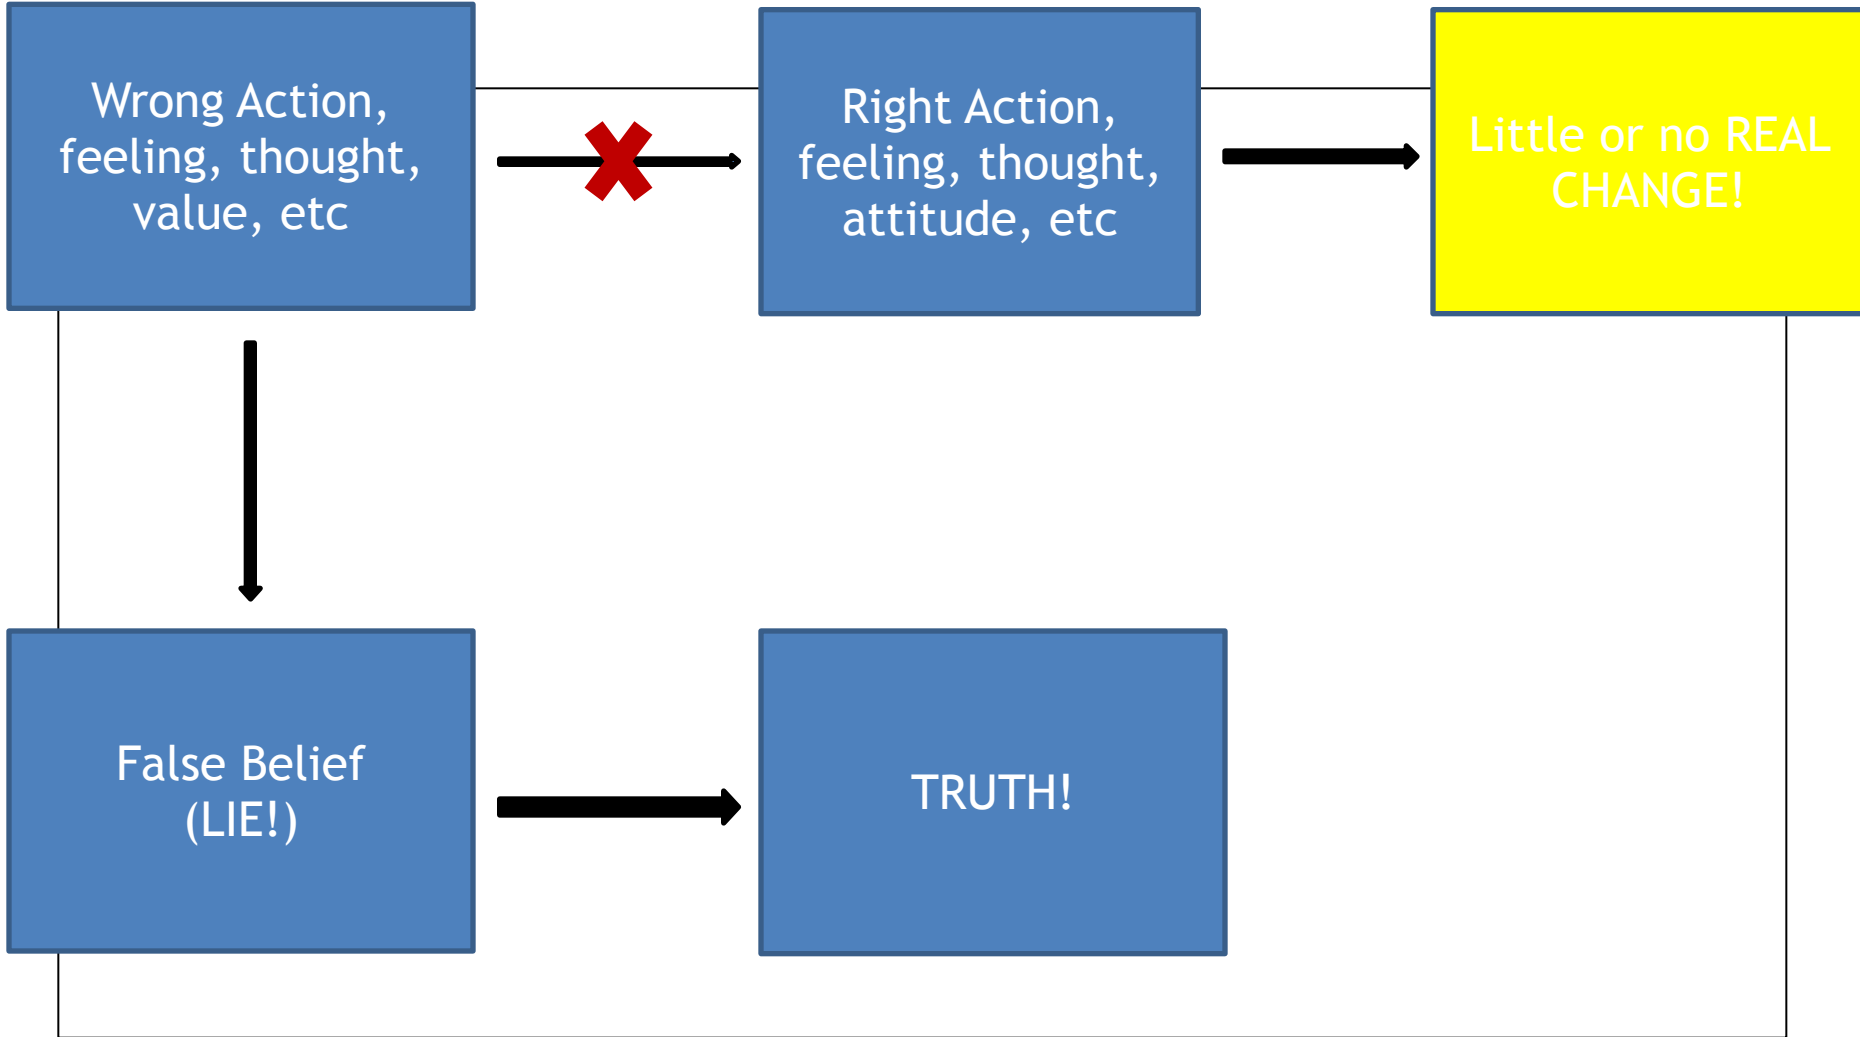 Wrong Action,
feeling, thought,
value, etc
Right Action,
feeling, thought,
attitude, etc
Little or no REAL
CHANGE!
False Belief
(LIE!)
TRUTH!